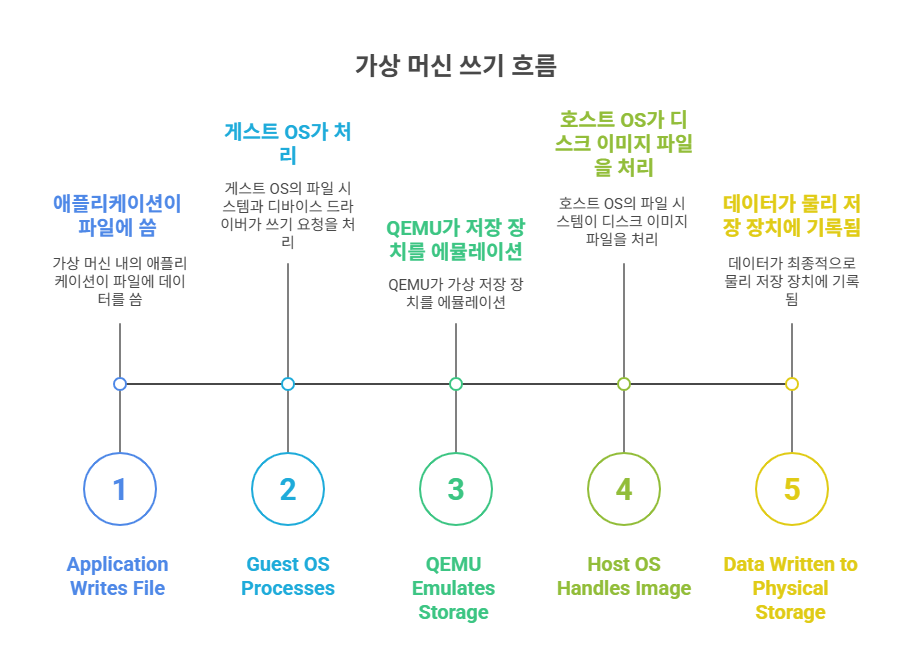 가상 머신 쓰기 흐름
애플리케이션이
파일에 씀
가상 머신 내의 애플리
케이션이 파일에 데이
터를 씀
게스트 OS가 처
리
게스트 OS의 파일 시
스템과 디바이스 드라
이버가 쓰기 요청을 처
리
QEMU가 저장 장
치를 에뮬레이션
QEMU가 가상 저장 장
치를 에뮬레이션
호스트 OS가 디
스크 이미지 파일
을 처리
호스트 OS의 파일 시
스템이 디스크 이미지
파일을 처리
데이터가 물리 저
장 장치에 기록됨
데이터가 최종적으로
물리 저장 장치에 기록
됨
1
2
3
4
5
Application
Writes File
Guest OS
Processes
QEMU
Emulates
Storage
Host OS
Handles Image
Data Written to
Physical
Storage